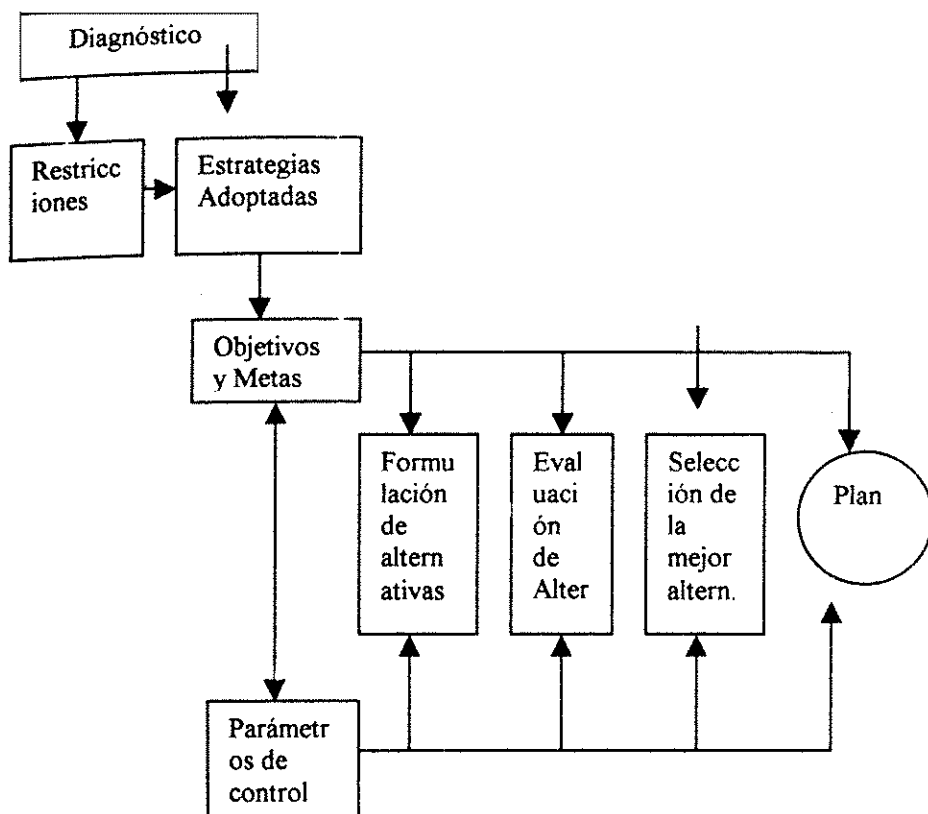 Diagnóstico
Restricc
iones
Estrategias
Adoptadas
Objetivos
y Metas
Formu
lación
de
altern
ativas
Eval
uaci
ón
de
Alter
Selecc
ión de
la
mejor
altern.
Plan
Parámetr
os de
control